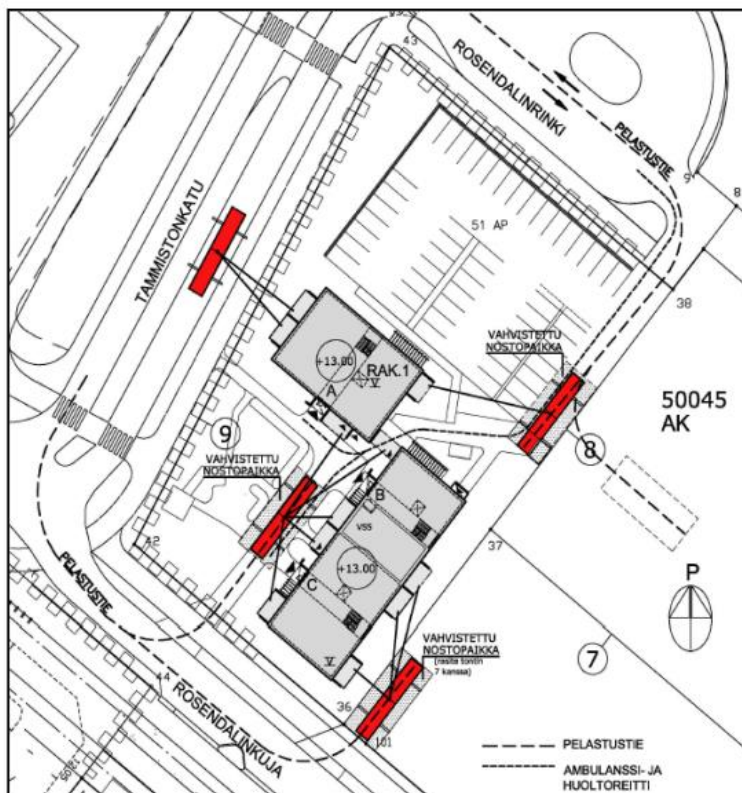 43
ROSENDALINRINKI
PELASTUSTIE
9
8
TAMMISTONKATU
51 AP
38
VAHVISTETTU
NOSTOPAIKKA
+13.00
RAK.1
V
A
50045
AK
9
8
VAHVISTETTU
NOSTOPAIKKA
B
VSS
37
42
C
+13.00
P
PELASTUSTIE
V
VAHVISTETTU
NOSTOPAIKKA
(rasite tontin
7 kanssa)
7
44
ROSENDALINKUJA
36
101
PELASTUSTIE
AMBULANSSI- JA
HUOLTOREITTI